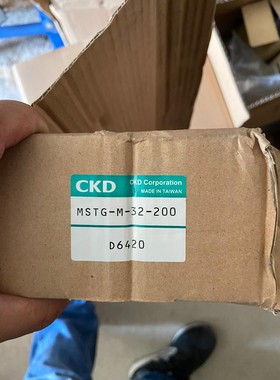 CKD
CKD Corporation
MADE IN TAIWAN
MSTG-M-32-200
D6420